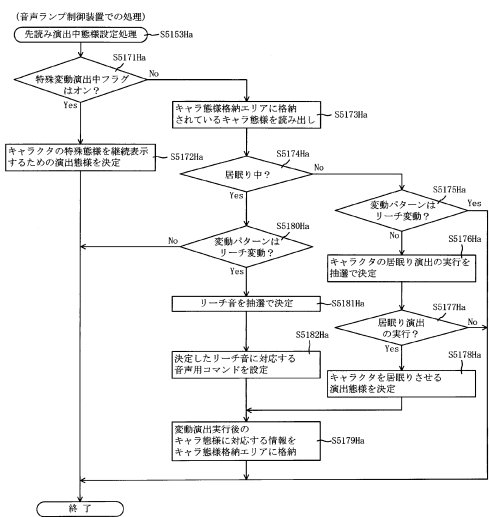 (音声ランプ制御装置での処理)
先読み演出中態様設定処理
S5153Ha
S5171Ha
特殊変動演出中フラグ
はオン?
No
Yes
キャラ態様格納エリアに格納
されているキャラ態様を読み出し
S5173Ha
キャラクタの特殊態様を継続表示
するための演出態様を決定
S5172Ha
S5174Ha
居眠り中?
No
Yes
S5175Ha
変動パターンは
リーチ変動?
Yes
No
S5180Ha
変動パターンは
リーチ変動?
No
Yes
S5176Ha
キャラクタの居眠り演出の実行を
抽選で決定
リーチ音を抽選で決定
S5181Ha
S5177Ha
居眠り演出
の実行?
No
Yes
S5182Ha
決定したリーチ音に対応する
音声用コマンドを設定
S5178Ha
キャラクタを居眠りさせる
演出態様を決定
変動演出実行後の
キャラ態様に対応する情報を
キャラ態様格納エリアに格納
S5179Ha
終了